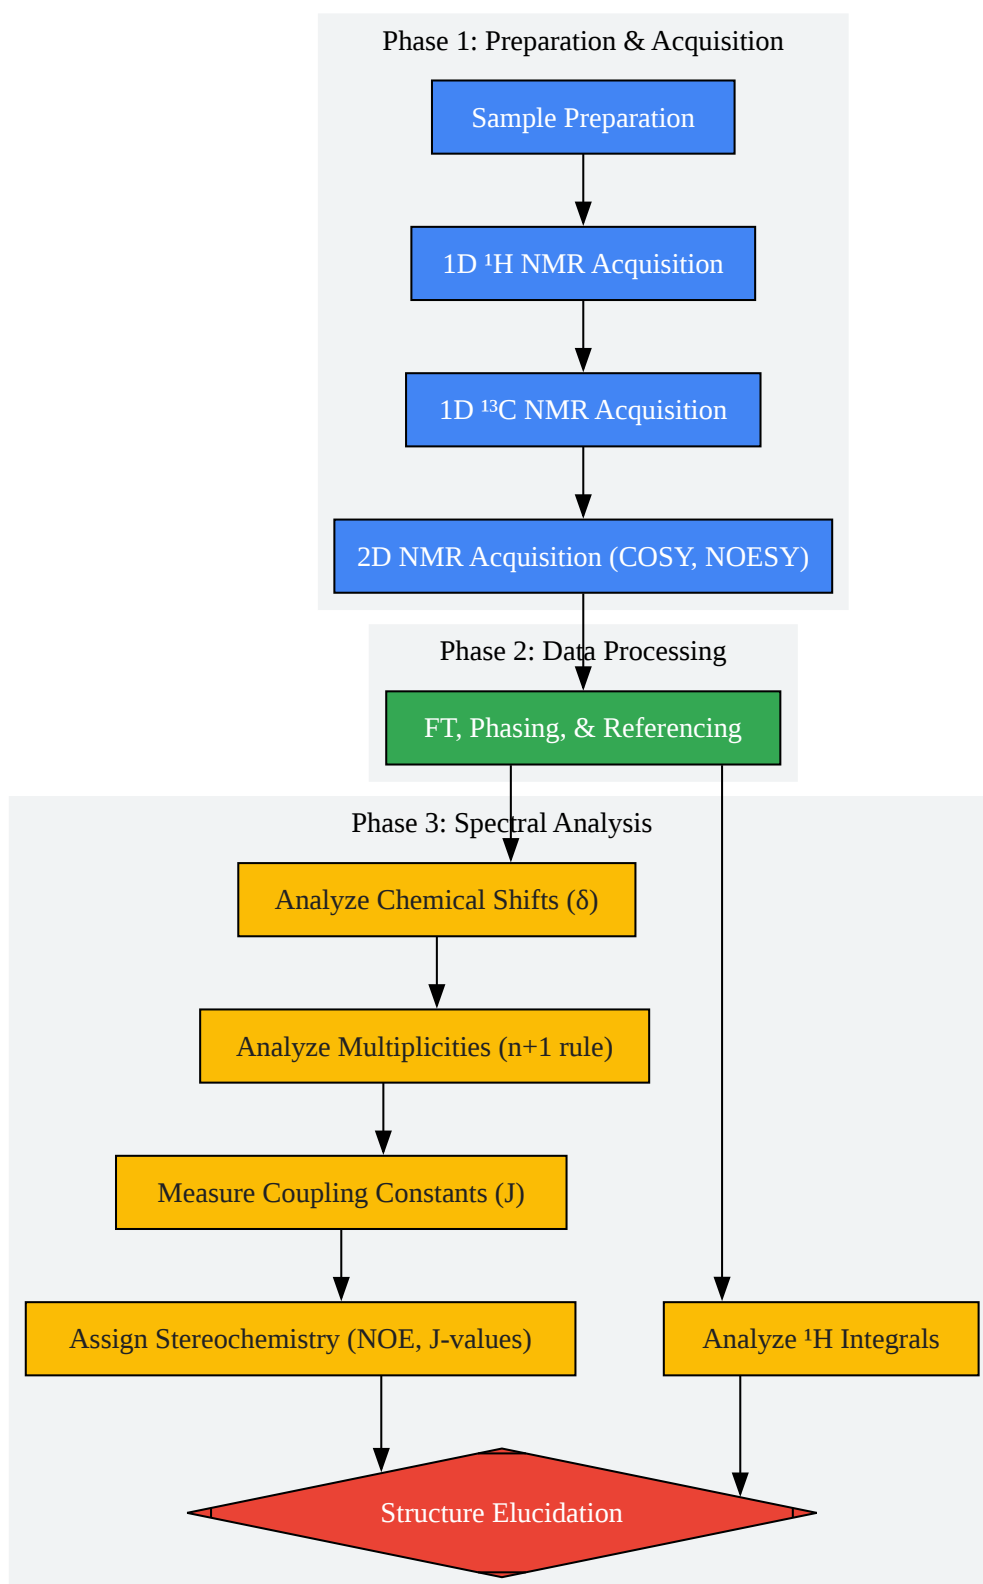 Phase 1: Preparation & Acquisition
Sample Preparation
1D ¹H NMR Acquisition
1D ¹³C NMR Acquisition
2D NMR Acquisition (COSY, NOESY)
Phase 2: Data Processing
FT, Phasing, & Referencing
Phase 3: Spectral Analysis
Analyze Chemical Shifts (δ)
Analyze Multiplicities (n+1 rule)
Measure Coupling Constants (J)
Assign Stereochemistry (NOE, J-values)
Analyze ¹H Integrals
Structure Elucidation